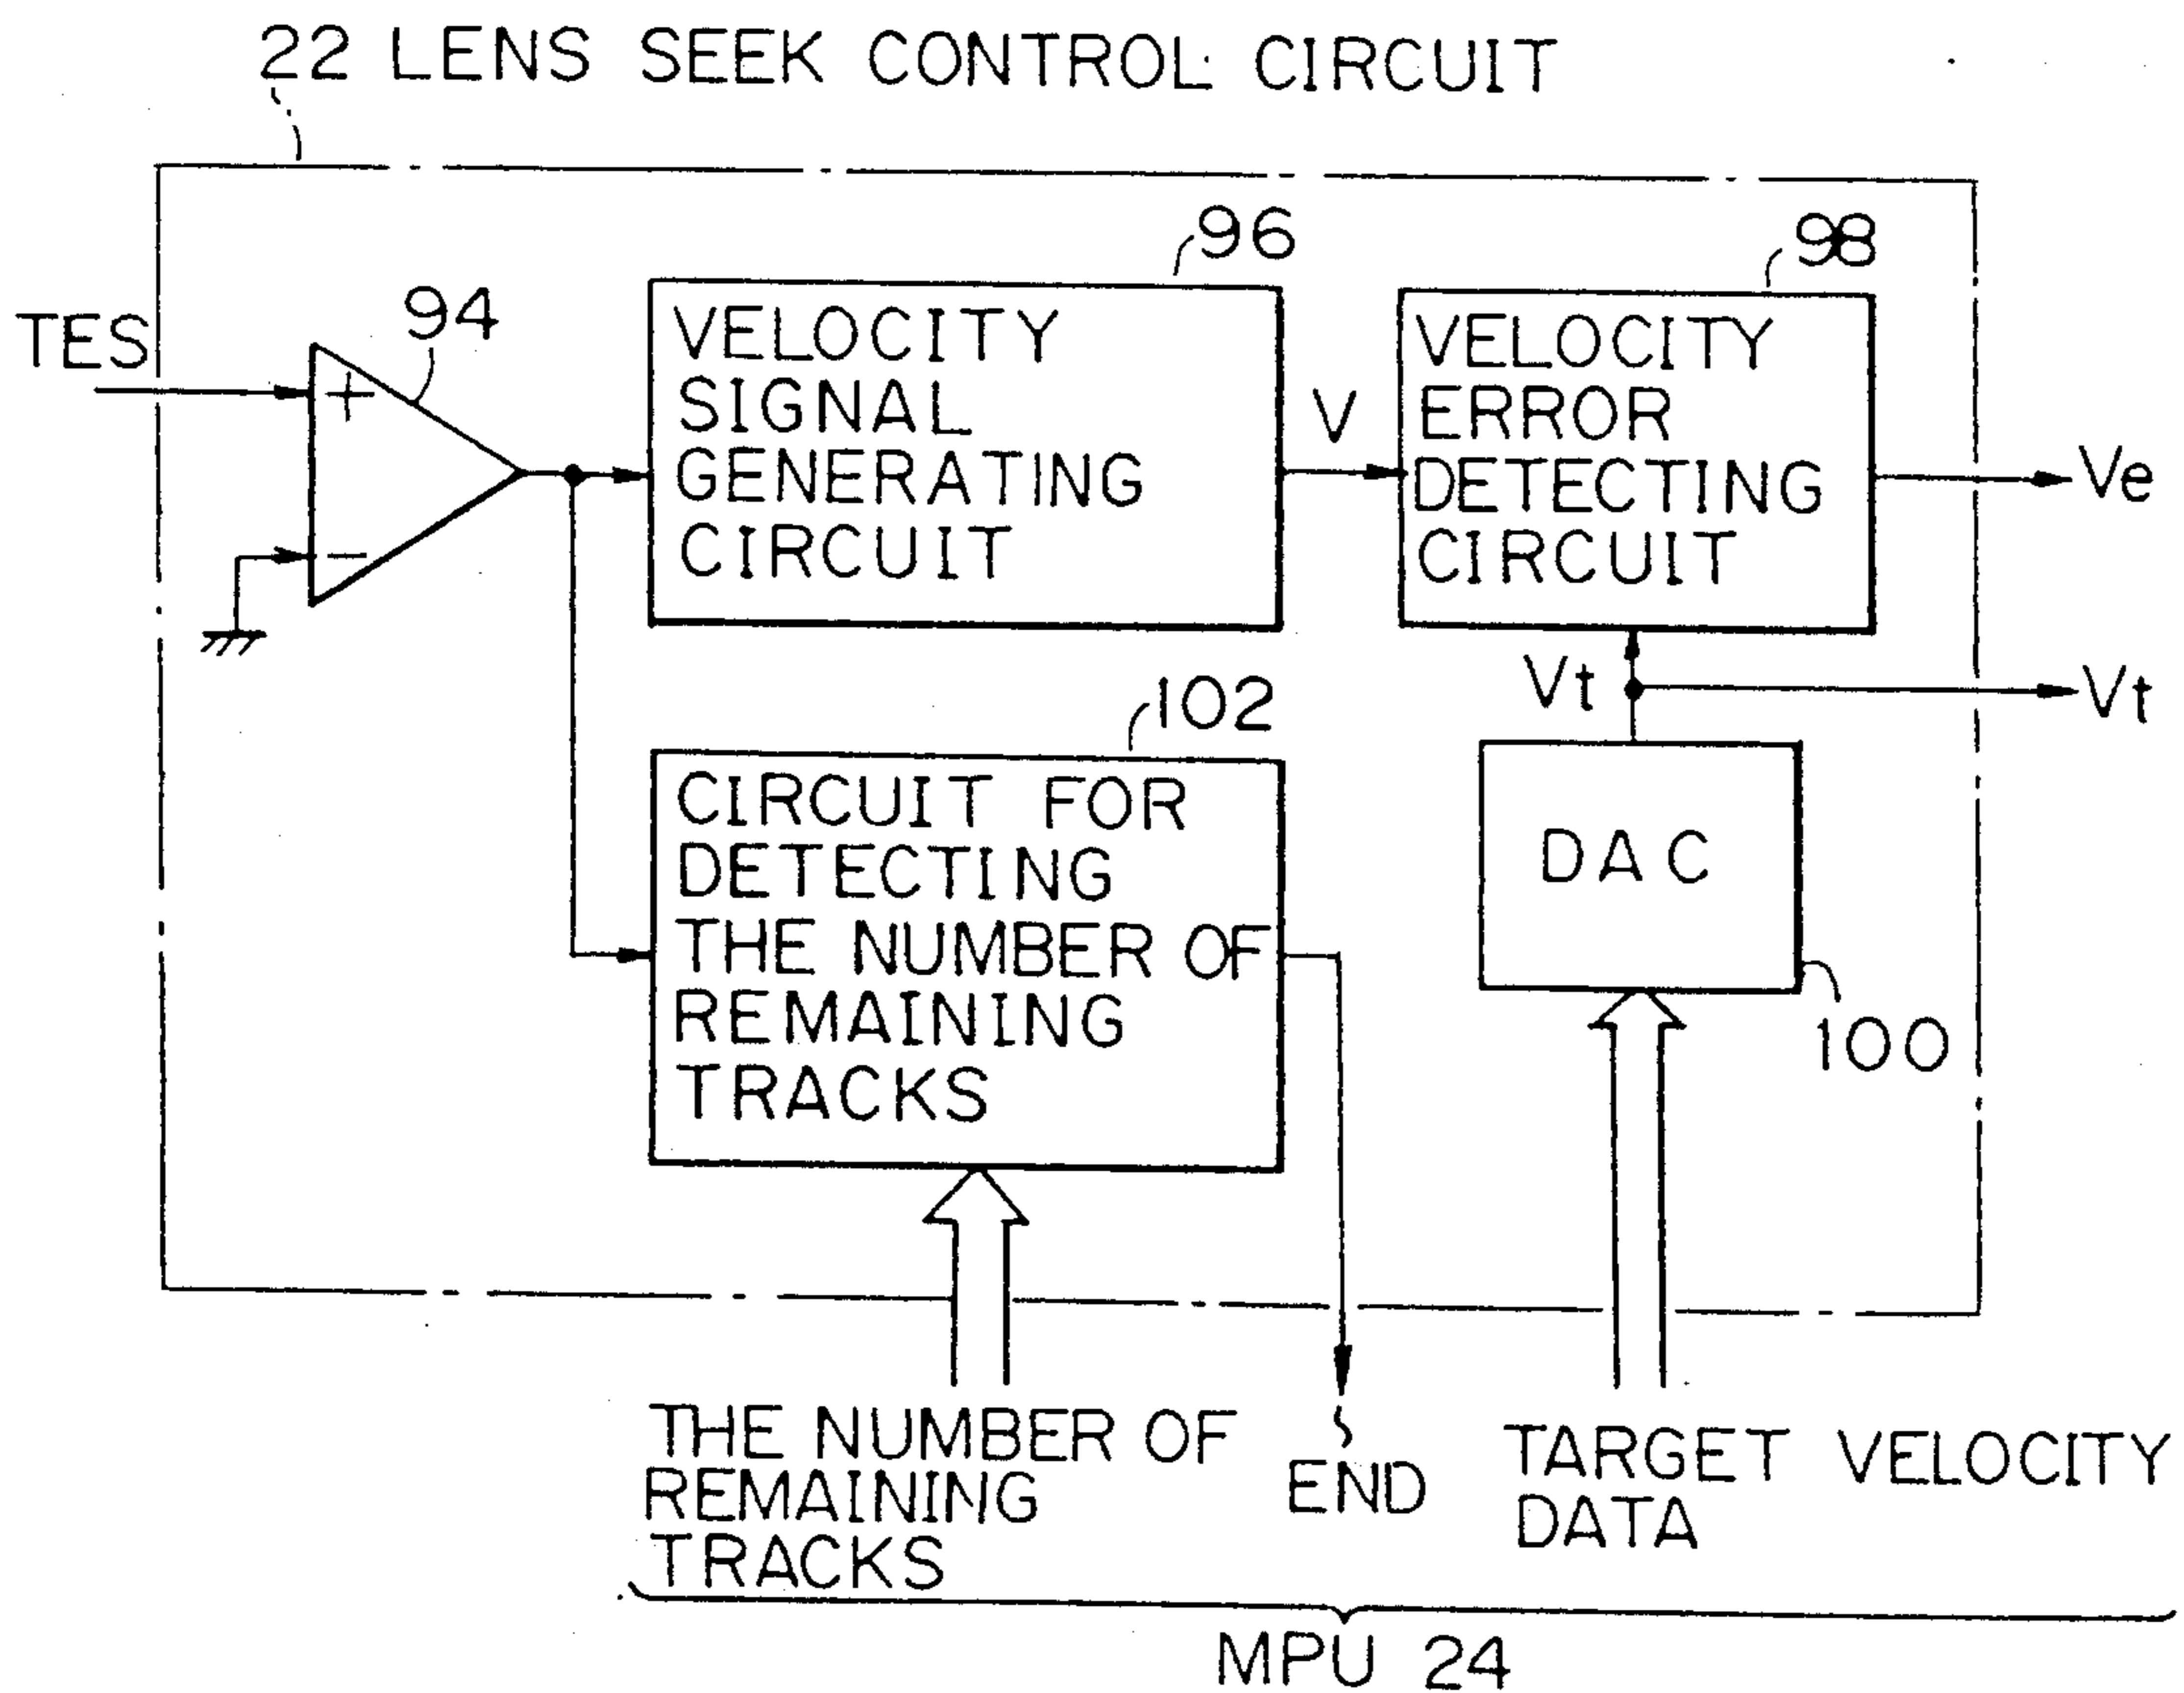 22 LENS SEEK CONTROL CIRCUIT
96
98
94
TES
+
VELOCITY
SIGNAL
GENERATING
CIRCUIT
V
VELOCITY
ERROR
DETECTING
CIRCUIT
Ve
−
Vt
Vt
102
CIRCUIT FOR
DETECTING
THE NUMBER OF
REMAINING
TRACKS
DAC
100
THE NUMBER OF
REMAINING
TRACKS
END
TARGET VELOCITY
DATA
MPU 24